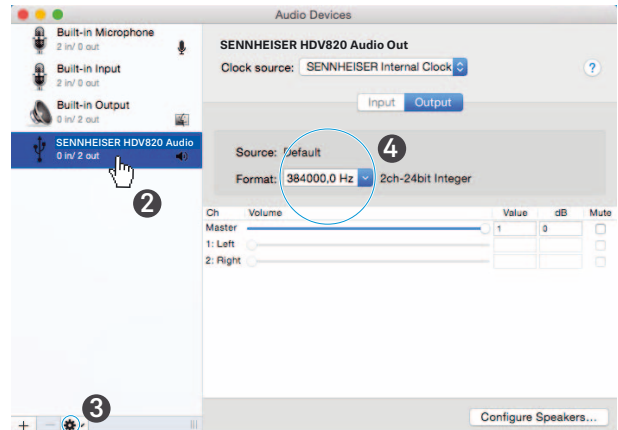 Audio Devices
Built-in Microphone
2 in/ 0 out
Built-in Input
2 in/ 0 out
Built-in Output
0 in/ 2 out
SENNHEISER HDV820 Audio
0 in/ 2 out
2
3
SENNHEISER HDV820 Audio Out
Clock source: SENNHEISER Internal Clock ?
Input Output
Source: Default
4
Format: 384000,0 Hz 2ch-24bit Integer
Ch Volume Value dB Mute
Master 1 0
1: Left
2: Right
Configure Speakers...